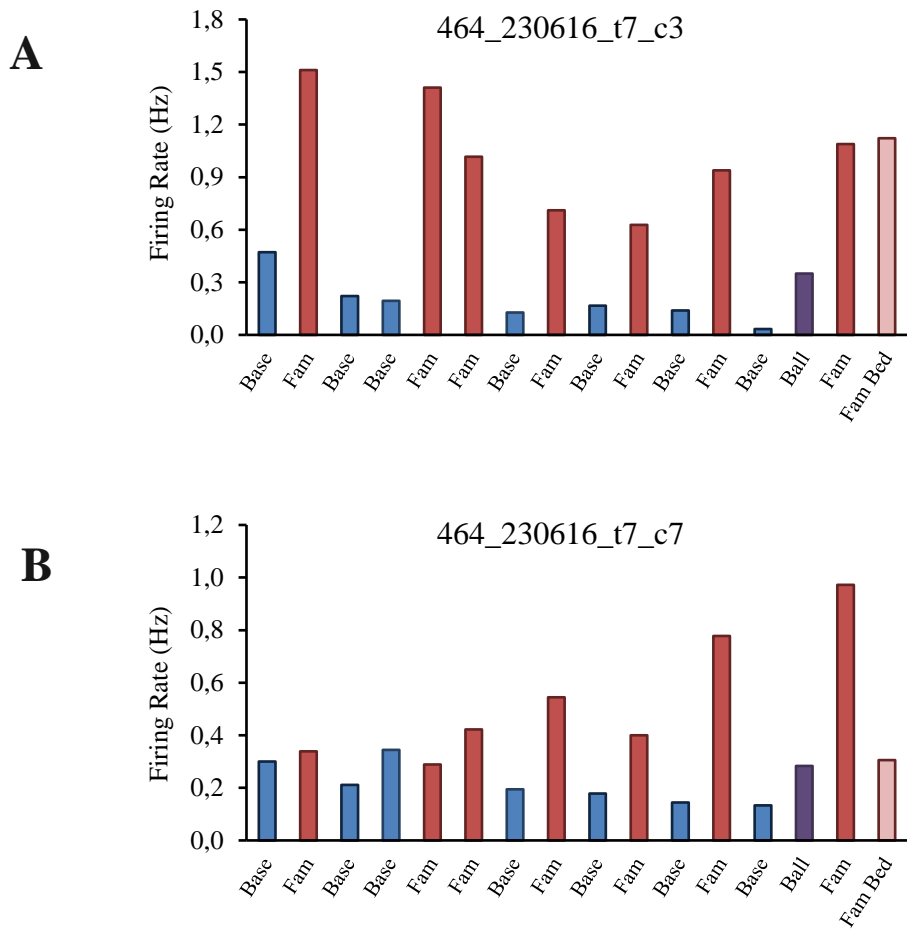 A
464_230616_t7_c3
Firing Rate (Hz)
1,8
1,5
1,2
0,9
0,6
0,3
0,0
Base Fam Base Base Fam Fam Base Fam Base Fam Base Fam Base Ball Fam Fam Bed
B
464_230616_t7_c7
Firing Rate (Hz)
1,2
1,0
0,8
0,6
0,4
0,2
0,0
Base Fam Base Base Fam Fam Base Fam Base Fam Base Fam Base Ball Fam Fam Bed